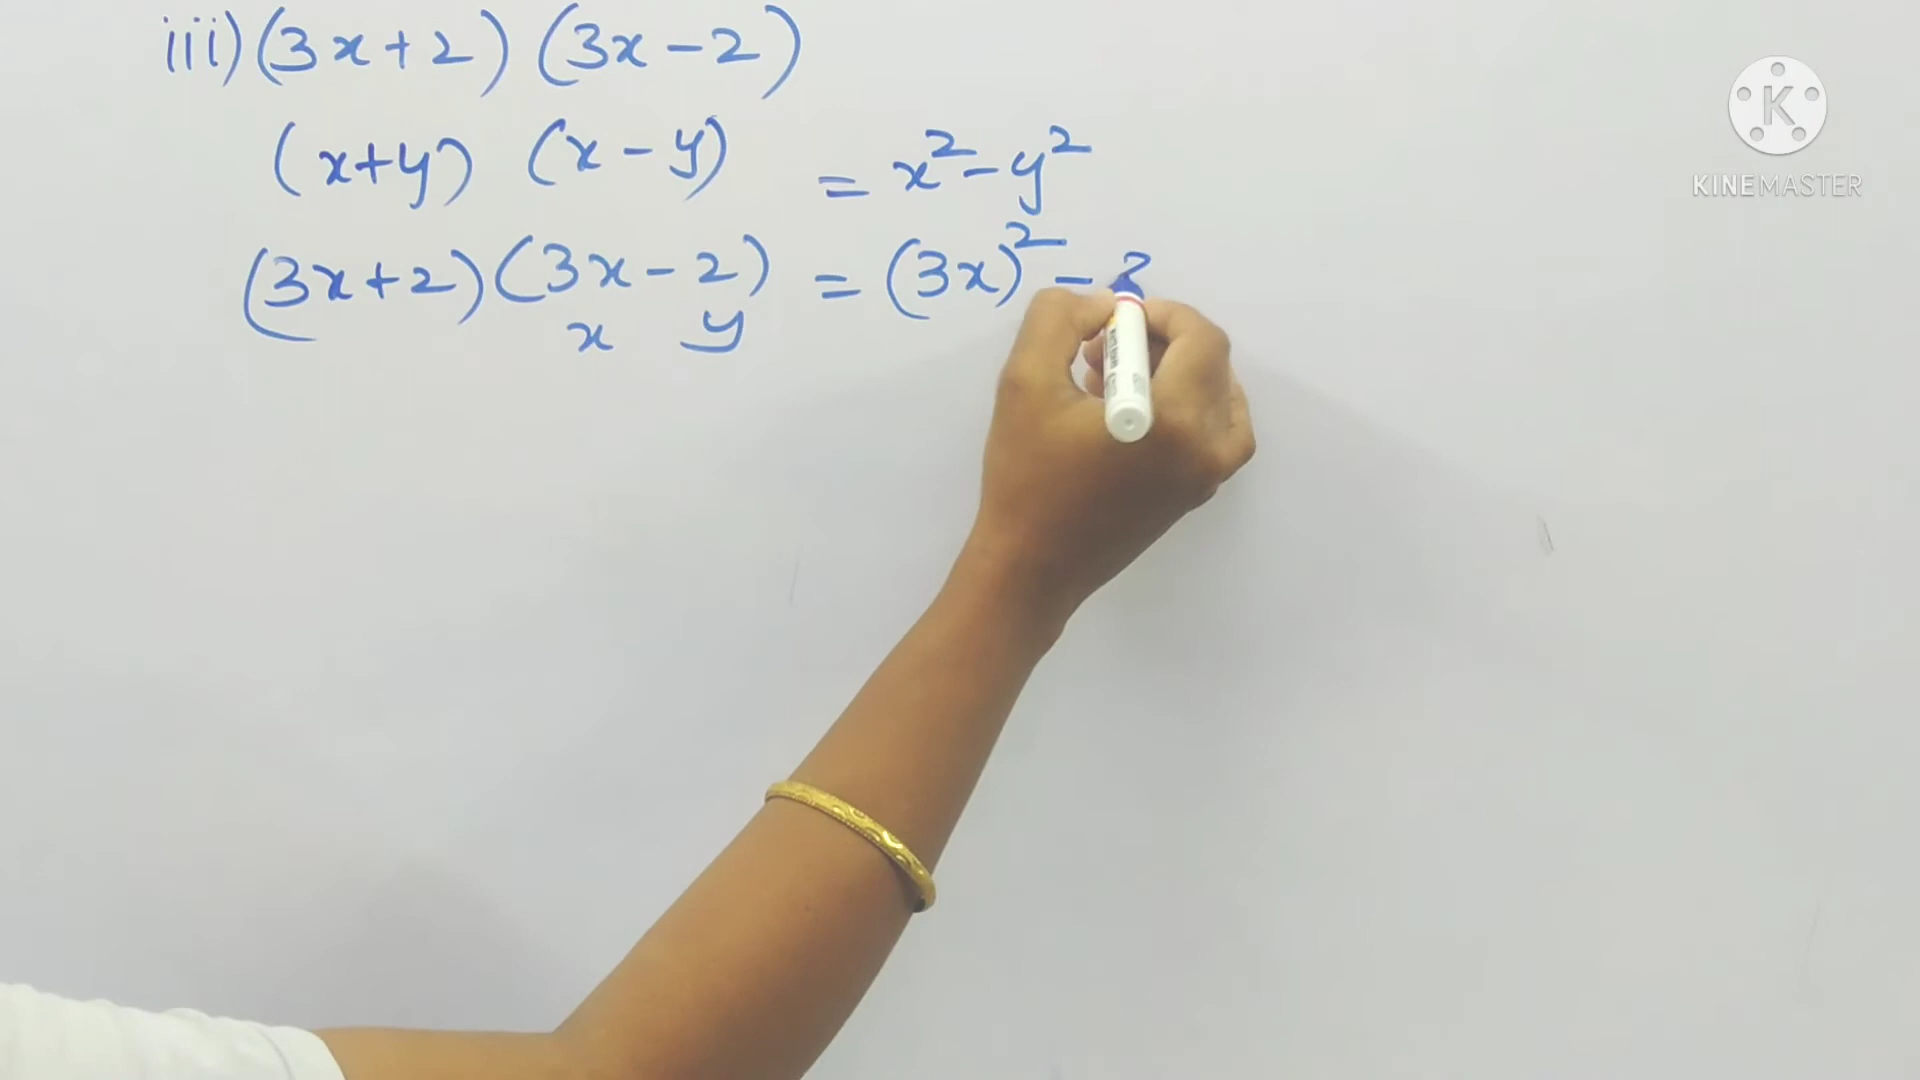 iii) (3x+2) (3x-2)
(x+y) (x-y) = x²-y²
(3x+2) (3x-2) = (3x)² -
x y
KINEMASTER